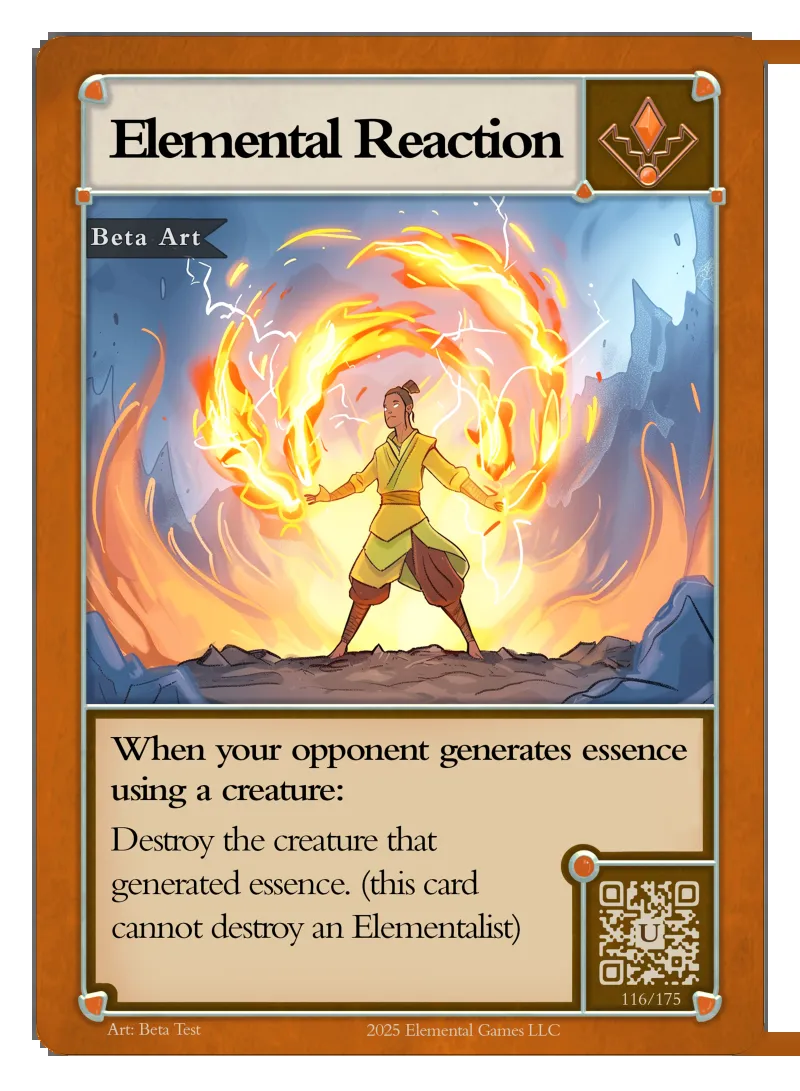 Elemental Reaction
Beta Art
When your opponent generates essence
using a creature:
Destroy the creature that
generated essence. (this card
cannot destroy an Elementalist)
U
116/175
Art: Beta Test
2025 Elemental Games LLC